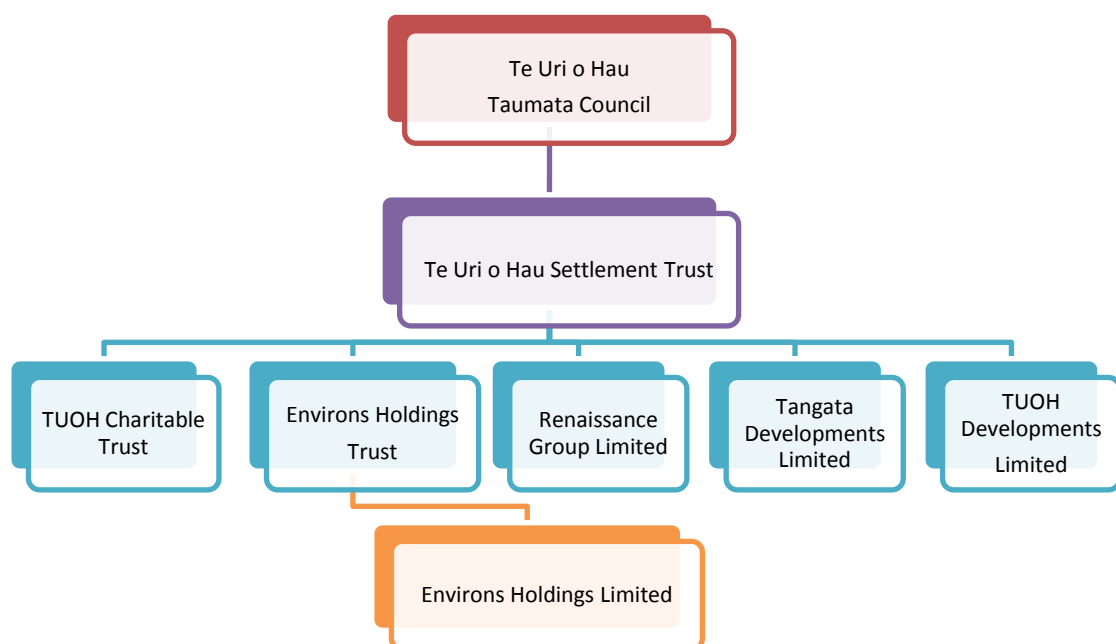 Te Uri o Hau
Taumata Council
Te Uri o Hau Settlement Trust
TUOH Charitable
Trust
Environs Holdings
Trust
Renaissance
Group Limited
Tangata
Developments
Limited
TUOH
Developments
Limited
Environs Holdings Limited